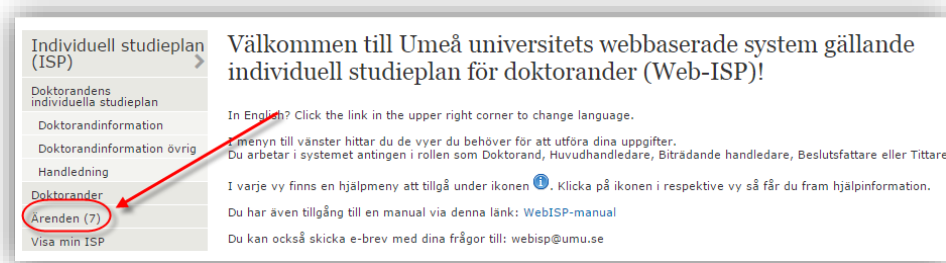 Individuell studieplan
(ISP)
Doktorandens
individuella studieplan
Doktorandinformation
Doktorandinformation övrig
Handledning
Doktorander
Ärenden (7)
Visa min ISP
Välkommen till Umeå universitets webbaserade system gällande
individuell studieplan för doktorander (Web-ISP)!
In English? Click the link in the upper right corner to change language.
I menyn till vänster hittar du de vyer du behöver för att utföra dina uppgifter.
Du arbetar i systemet antingen i rollen som Doktorand, Huvudhandledare, Biträdande handledare, Beslutsfattare eller Tittare
I varje vy finns en hjälpmeny att tillgå under ikonen i. Klicka på ikonen i respektive vy så får du fram hjälpinformation.
Du har även tillgång till en manual via denna länk: WebISP-manual
Du kan också skicka e-brev med dina frågor till: webisp@umu.se